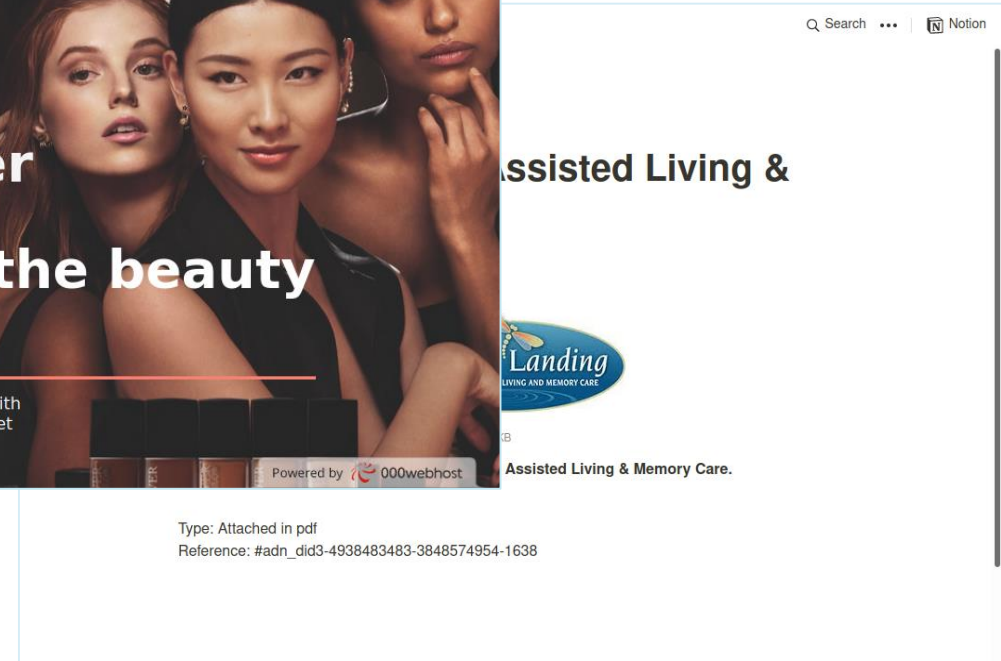 Search
Notion
er
the beauty
ith
et
Powered by 000webhost
Assisted Living &
Landing
LIVING AND MEMORY CARE
KB
Assisted Living & Memory Care.
Type: Attached in pdf
Reference: #adn_did3-4938483483-3848574954-1638